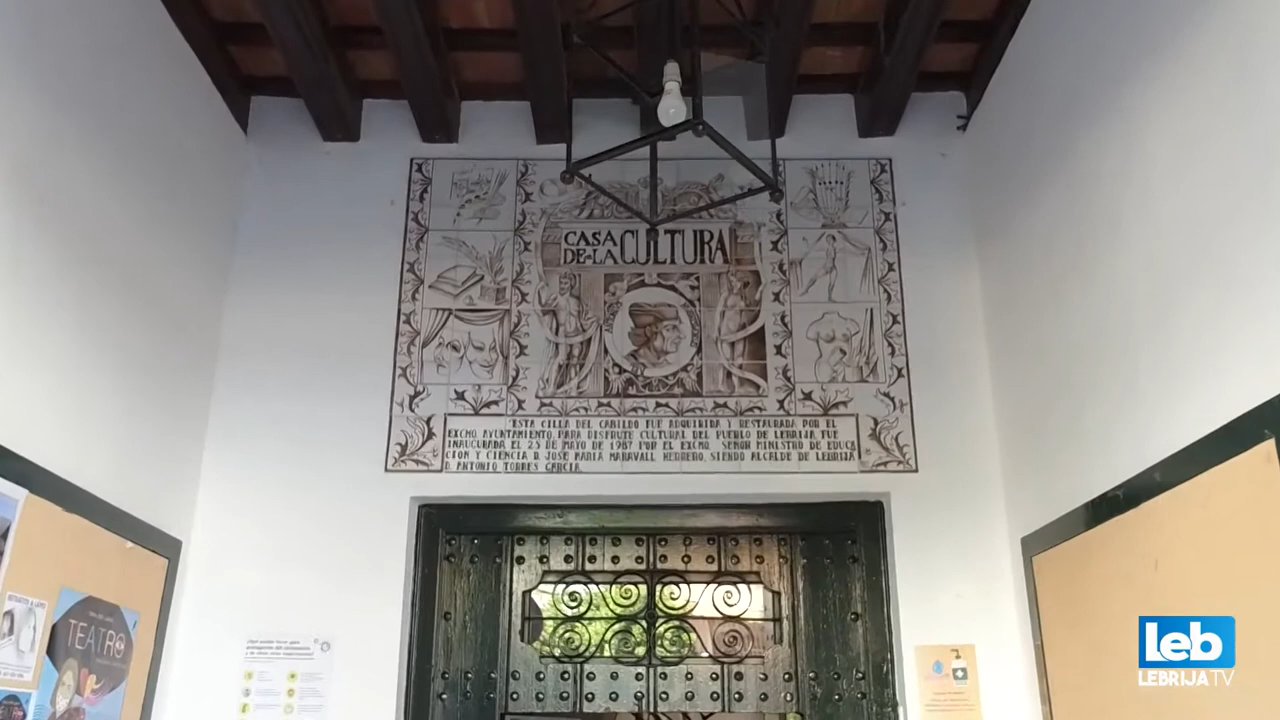 CASA
DE-LA CULTURA
ESTA CILLA DEL CABILDO FUE ADQUIRIDA Y RESTAURADA POR EL
EXCMO. AYUNTAMIENTO, PARA DISFRUTE CULTURAL DEL PUEBLO DE LEBRIJA FUE
INAUGURADA EL 23 DE MAYO DE 1987 POR EL EXCMO. SEÑOR MINISTRO DE EDUCA
CION Y CIENCIA D. JOSE MARIA MARAVALL HERRERO, SIENDO ALCALDE DE LEBRIJA
D. ANTONIO TORRES GARCIA
TEATRO
leb
LEBRIJA TV